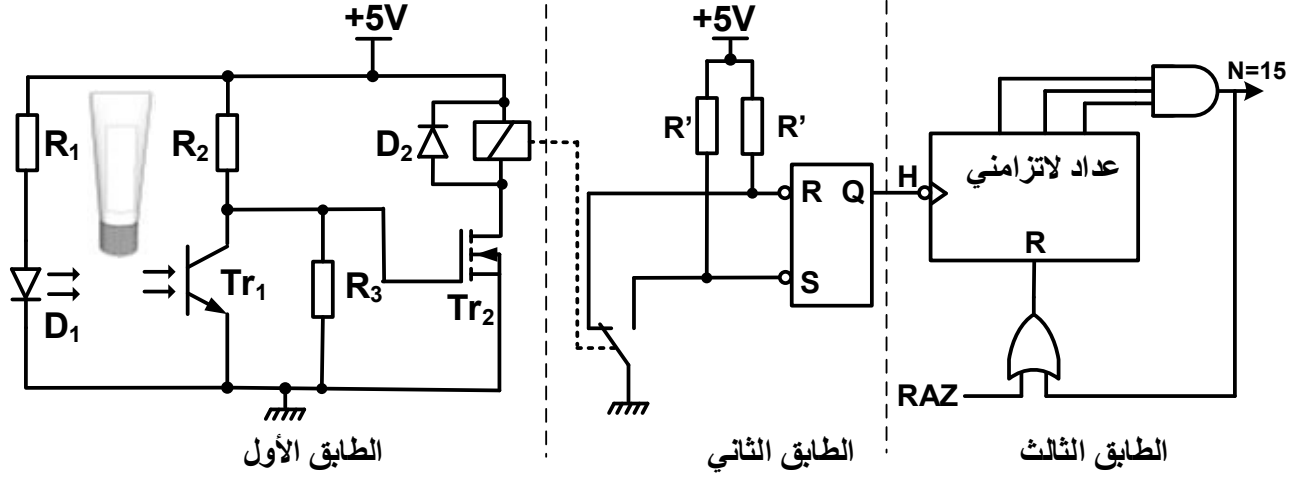 +5V
R1
R2
D2
D1
Tr1
R3
Tr2
الطابق الأول
+5V
R’
R’
R
Q
S
الطابق الثاني
N=15
H
عداد لاتزامني
R
RAZ
الطابق الثالث